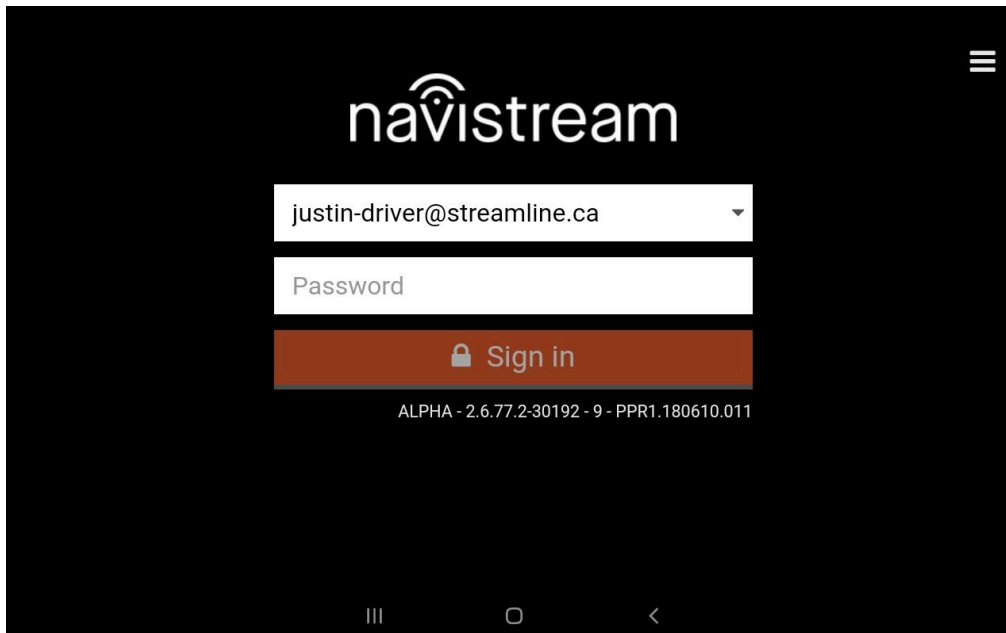 navistream
justin-driver@streamline.ca
Password
Sign in
ALPHA - 2.6.77.2-30192 - 9 - PPR1.180610.011